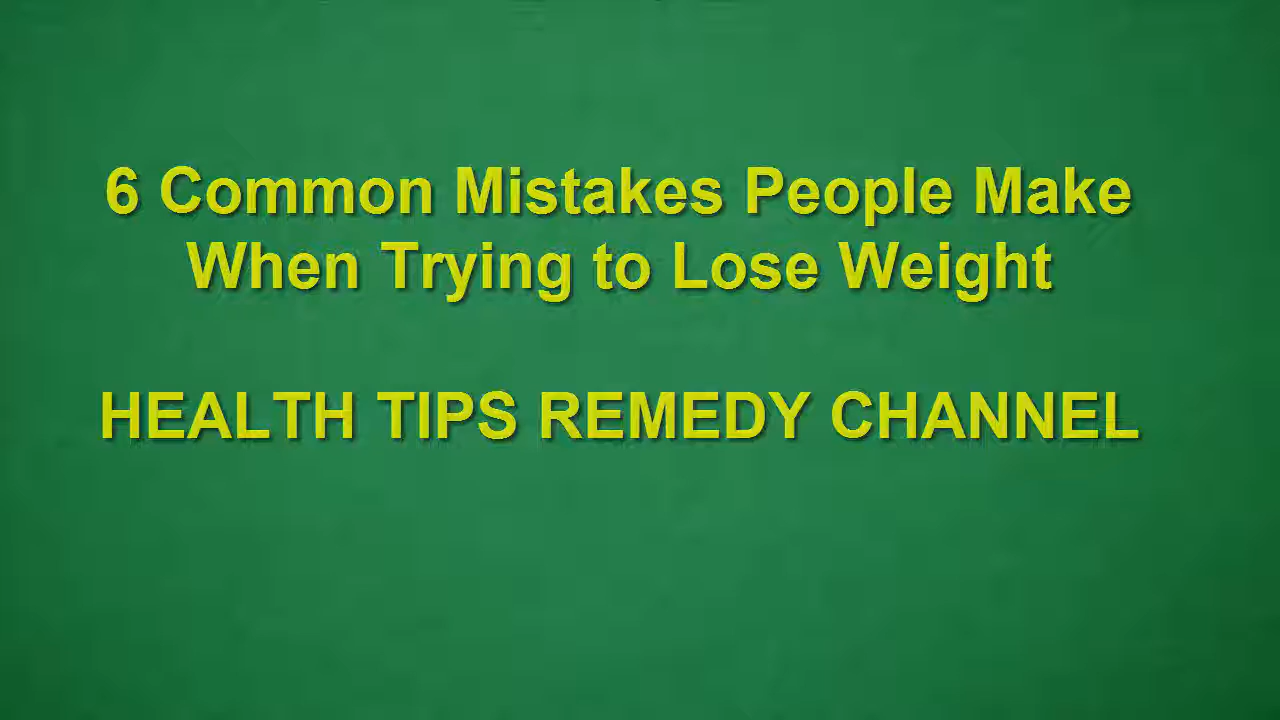 6 Common Mistakes People Make
When Trying to Lose Weight
HEALTH TIPS REMEDY CHANNEL